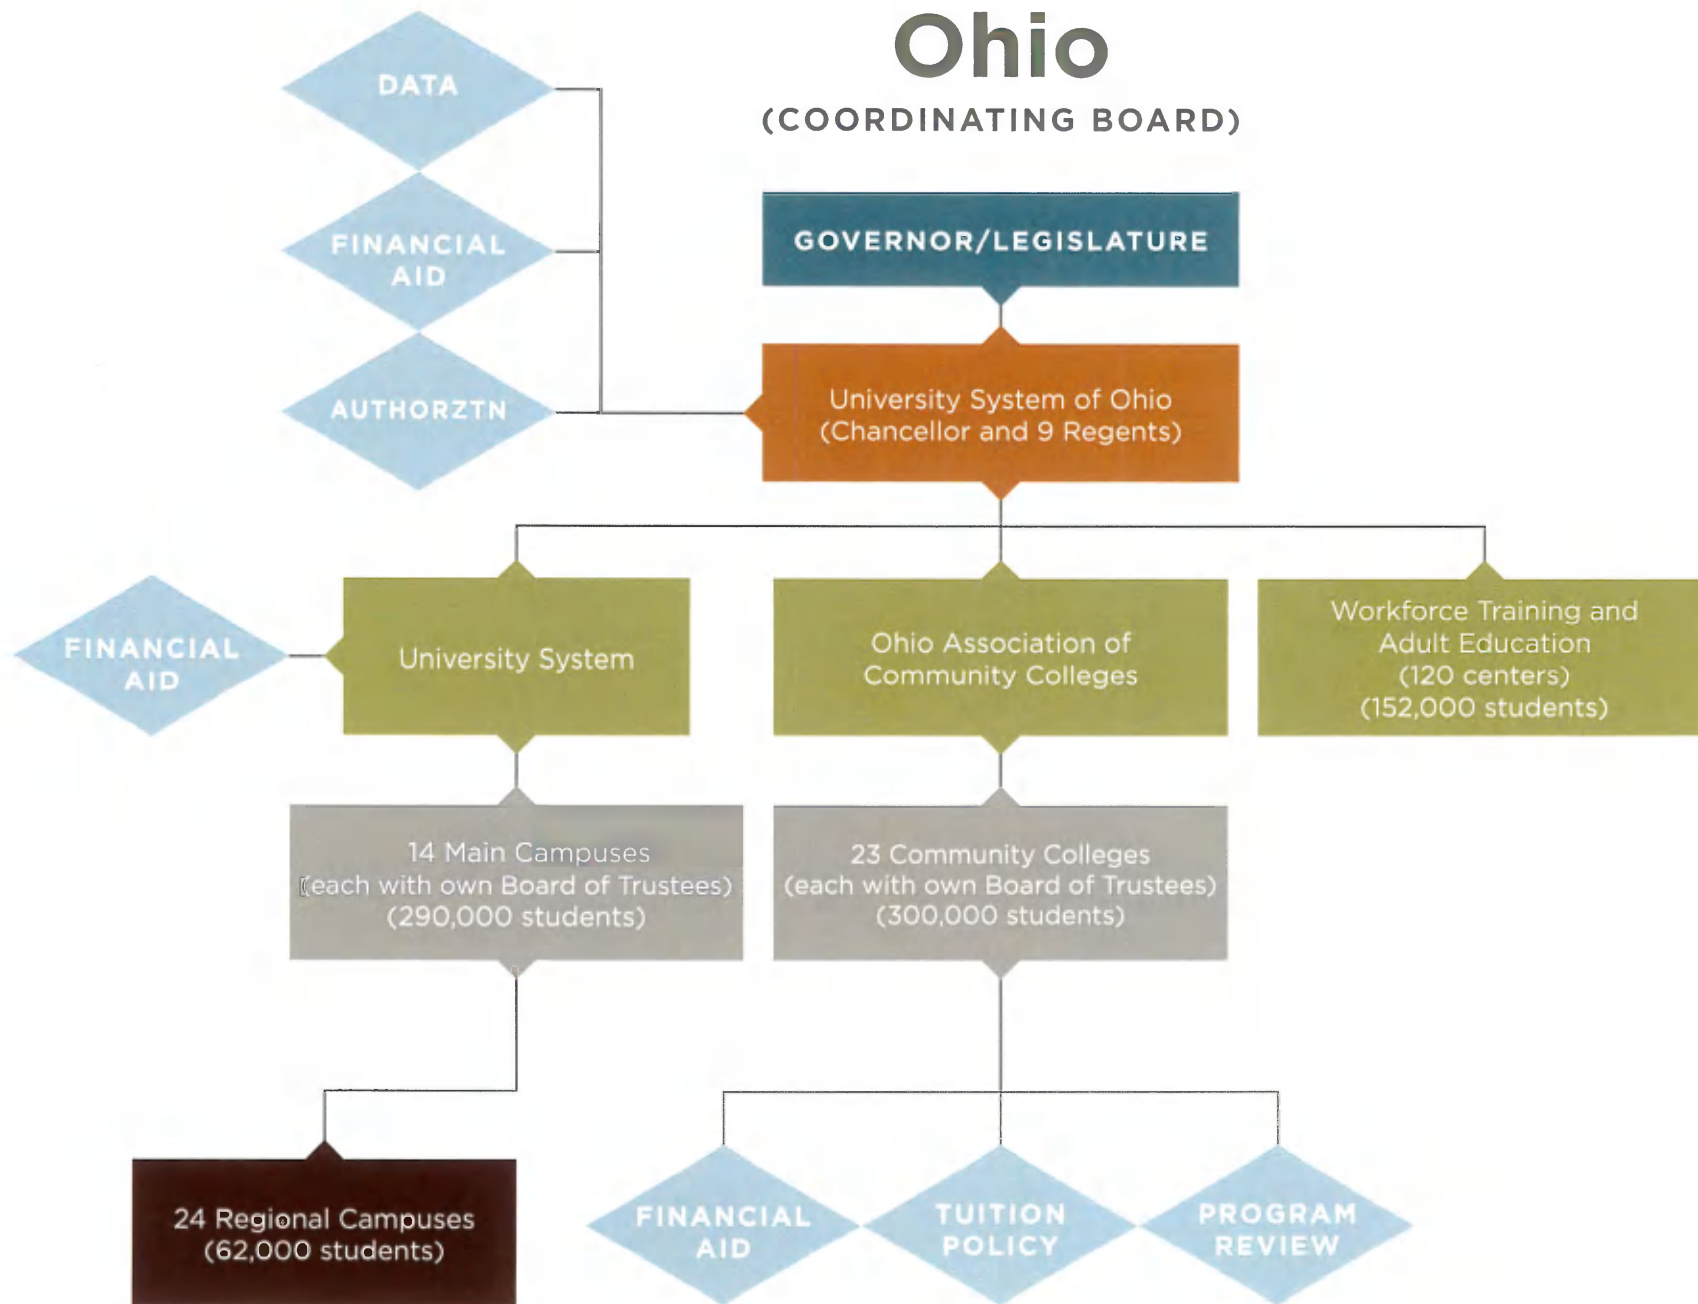 Ohio
(COORDINATING BOARD)
DATA
FINANCIAL
AID
AUTHORZTN
GOVERNOR/LEGISLATURE
University System of Ohio
(Chancellor and 9 Regents)
FINANCIAL
AID
University System
Ohio Association of
Community Colleges
Workforce Training and
Adult Education
(120 centers)
(152,000 students)
14 Main Campuses
(each with own Board of Trustees)
(290,000 students)
23 Community Colleges
(each with own Board of Trustees)
(300,000 students)
24 Regional Campuses
(62,000 students)
FINANCIAL
AID
TUITION
POLICY
PROGRAM
REVIEW